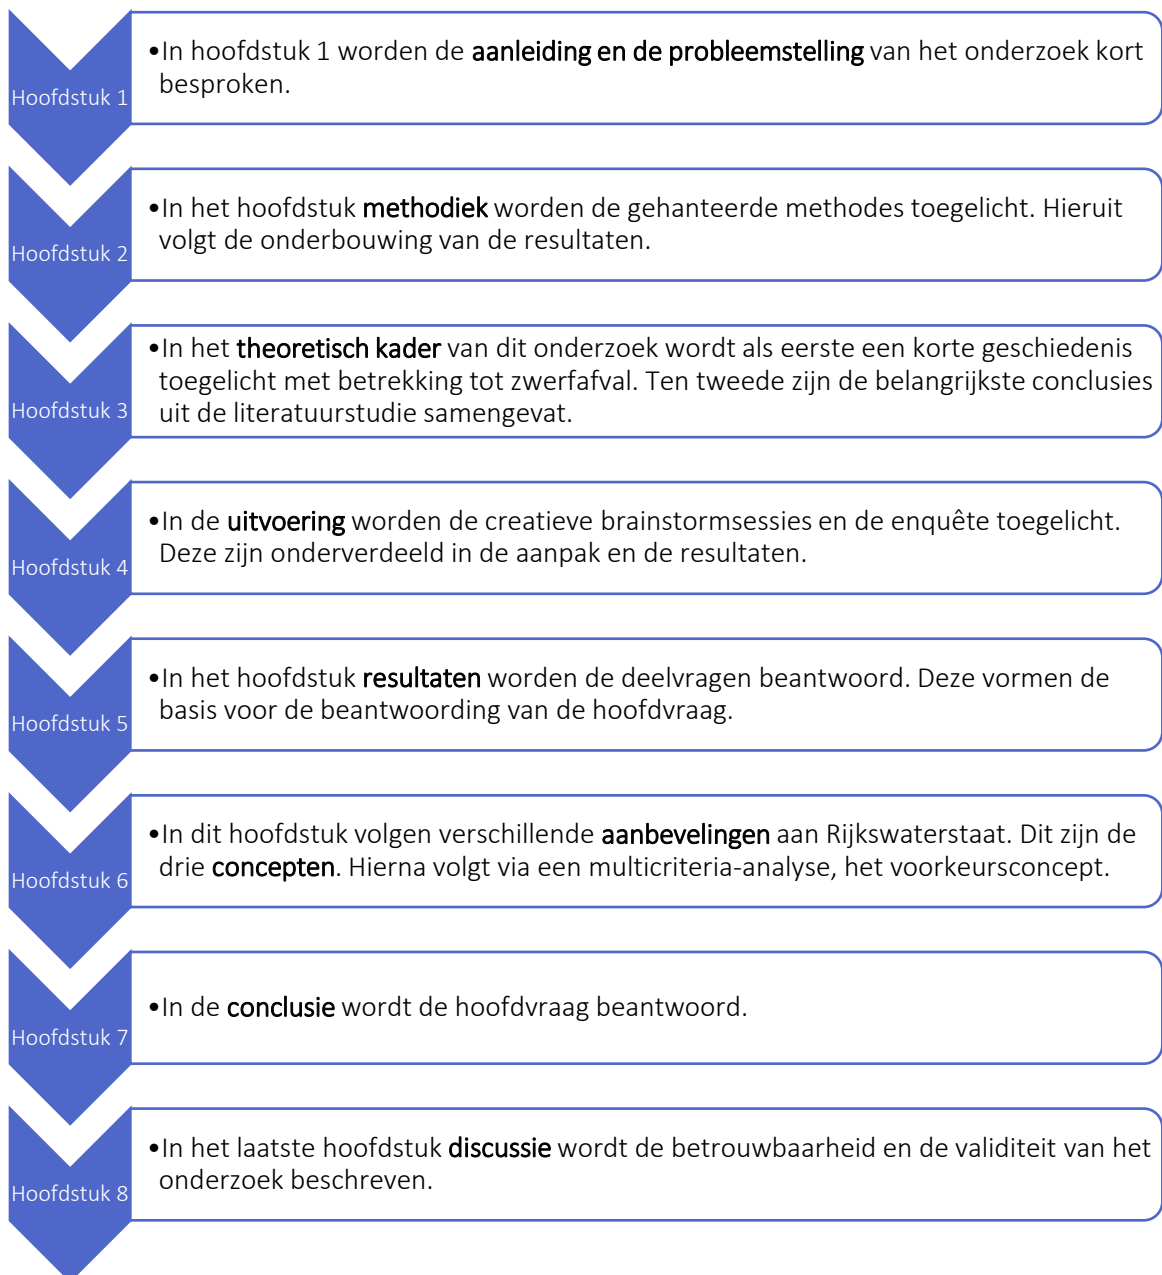 Hoofdstuk 1
•In hoofdstuk 1 worden de aanleiding en de probleemstelling van het onderzoek kort
besproken.
Hoofdstuk 2
•In het hoofdstuk methodiek worden de gehanteerde methodes toegelicht. Hieruit
volgt de onderbouwing van de resultaten.
Hoofdstuk 3
•In het theoretisch kader van dit onderzoek wordt als eerste een korte geschiedenis
toegelicht met betrekking tot zwerfafval. Ten tweede zijn de belangrijkste conclusies
uit de literatuurstudie samengevat.
Hoofdstuk 4
•In de uitvoering worden de creatieve brainstormsessies en de enquête toegelicht.
Deze zijn onderverdeeld in de aanpak en de resultaten.
Hoofdstuk 5
•In het hoofdstuk resultaten worden de deelvragen beantwoord. Deze vormen de
basis voor de beantwoording van de hoofdvraag.
Hoofdstuk 6
•In dit hoofdstuk volgen verschillende aanbevelingen aan Rijkswaterstaat. Dit zijn de
drie concepten. Hierna volgt via een multicriteria-analyse, het voorkeursconcept.
Hoofdstuk 7
•In de conclusie wordt de hoofdvraag beantwoord.
Hoofdstuk 8
•In het laatste hoofdstuk discussie wordt de betrouwbaarheid en de validiteit van het
onderzoek beschreven.